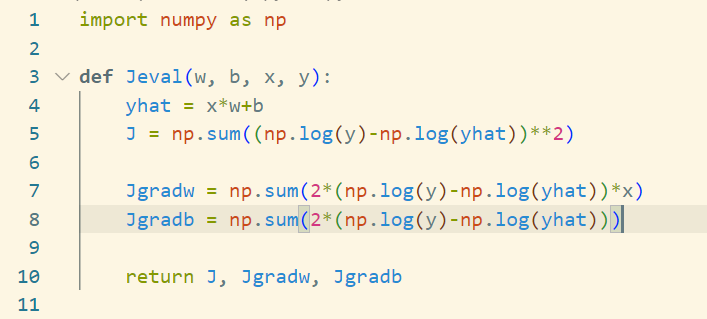 1 import numpy as np
2
3 def Jeval(w, b, x, y):
4     yhat = x*w+b
5     J = np.sum((np.log(y)-np.log(yhat))**2)
6
7     Jgradw = np.sum(2*(np.log(y)-np.log(yhat))*x)
8     Jgradb = np.sum(2*(np.log(y)-np.log(yhat)))
9
10     return J, Jgradw, Jgradb
11